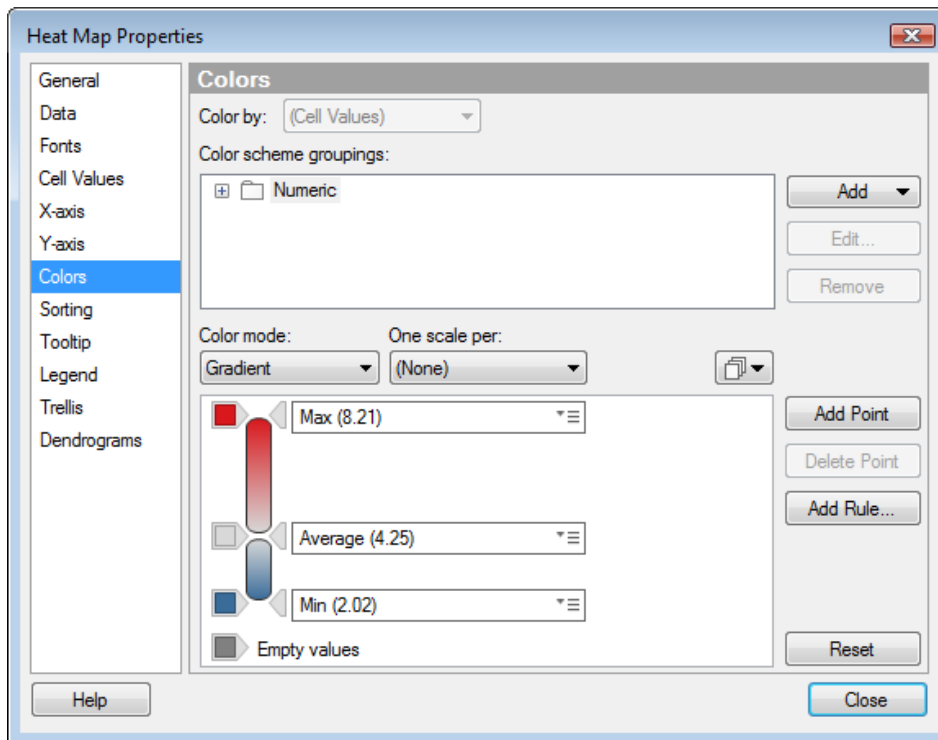 Heat Map Properties
General
Data
Fonts
Cell Values
X-axis
Y-axis
Colors
Sorting
Tooltip
Legend
Trellis
Dendrograms
Colors
Color by: (Cell Values)
Color scheme groupings:
Numeric
Add
Edit...
Remove
Color mode: One scale per:
Gradient (None)
Max (8.21)
Add Point
Delete Point
Add Rule...
Average (4.25)
Min (2.02)
Empty values
Reset
Help Close